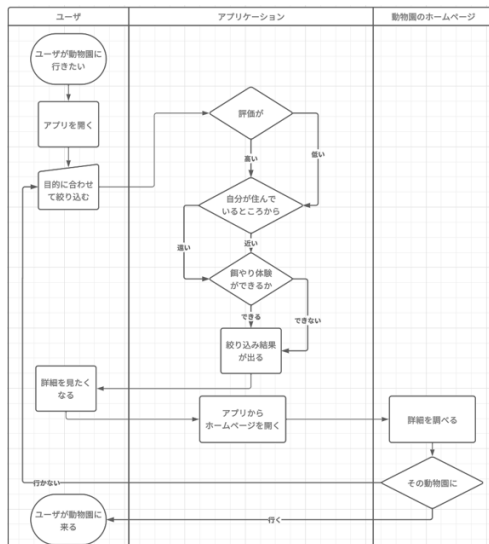 ユーザ
アプリケーション
動物園のホームページ
ユーザが動物園に
行きたい
アプリを開く
評価が
高い
低い
目的に合わせ
て絞り込む
自分が住んで
いるところから
遠い
近い
餌やり体験
ができるか
できる
できない
絞り込み結果
が出る
詳細を見たく
なる
アプリから
ホームページを開く
詳細を調べる
その動物園に
行かない
行く
ユーザが動物園に
来る